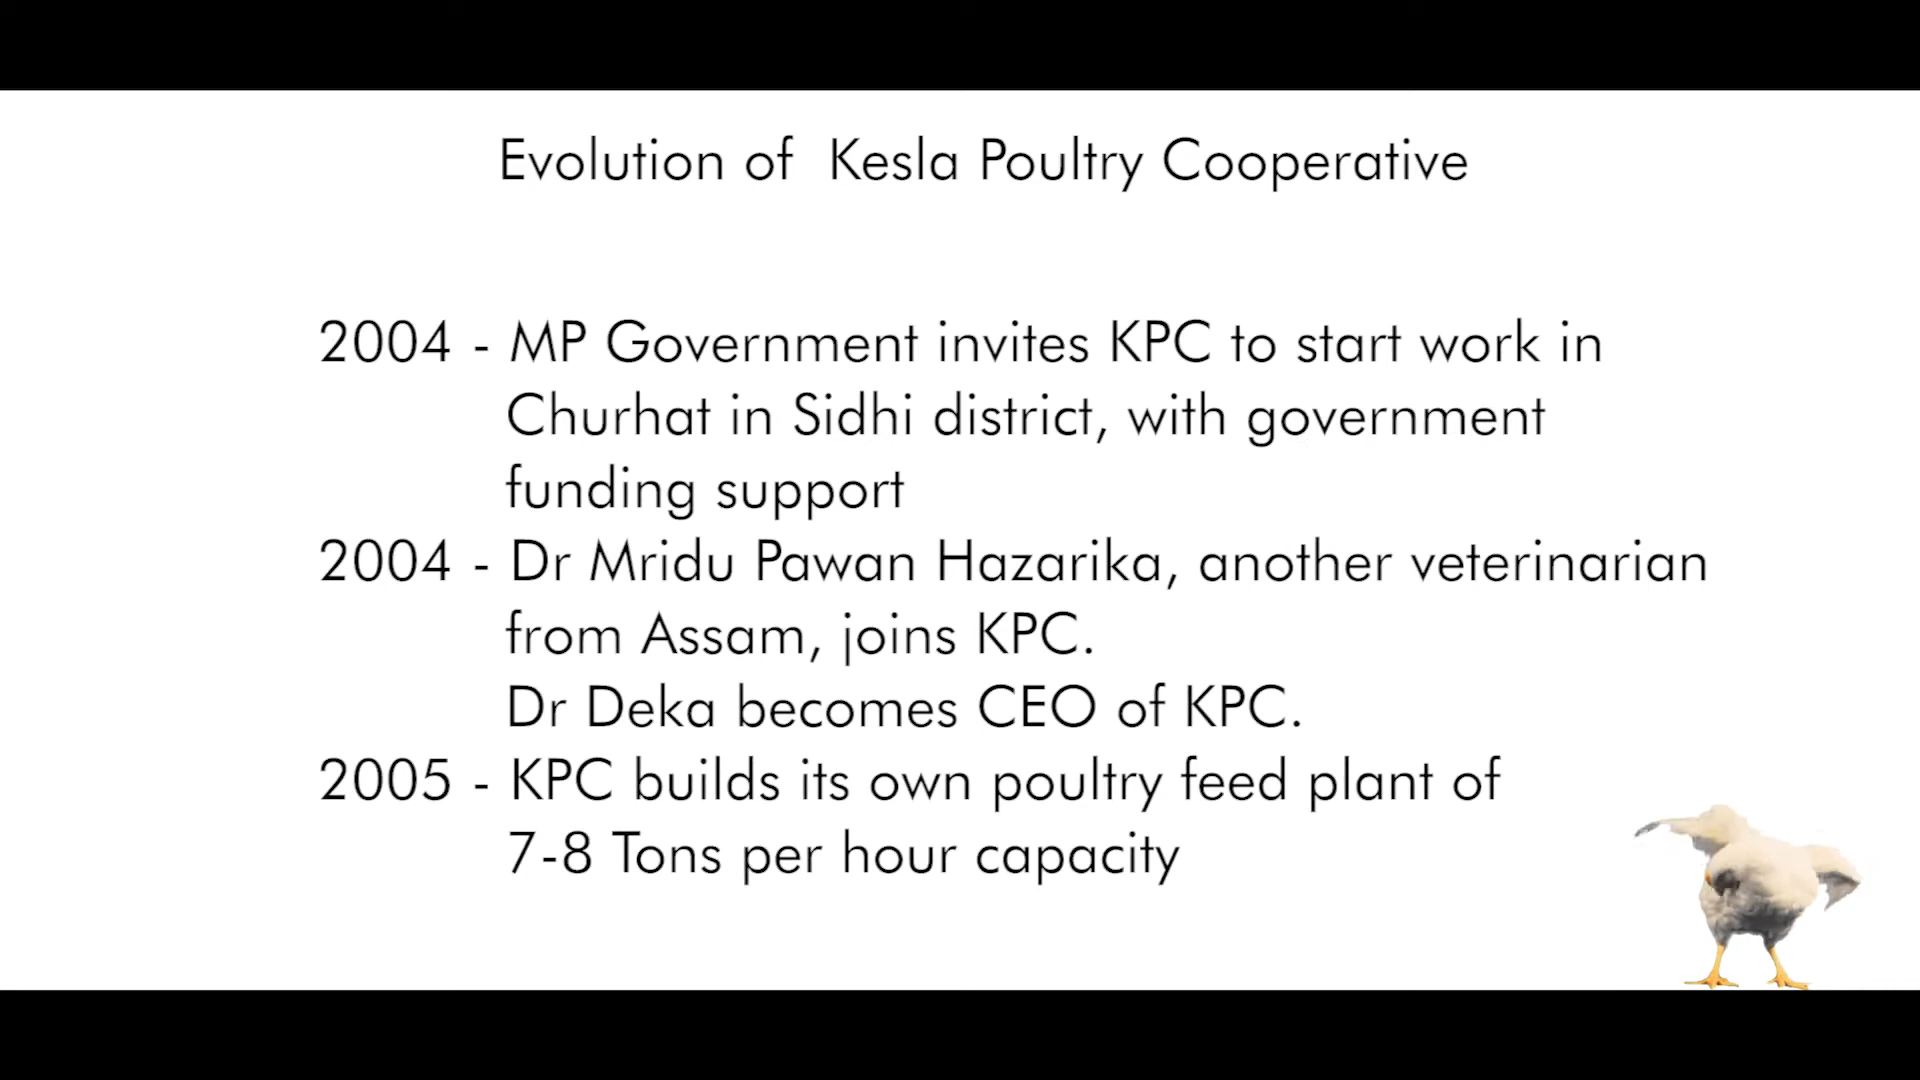 Evolution of Kesla Poultry Cooperative
2004 - MP Government invites KPC to start work in
Churhat in Sidhi district, with government
funding support
2004 - Dr Mridu Pawan Hazarika, another veterinarian
from Assam, joins KPC.
Dr Deka becomes CEO of KPC.
2005 - KPC builds its own poultry feed plant of
7-8 Tons per hour capacity